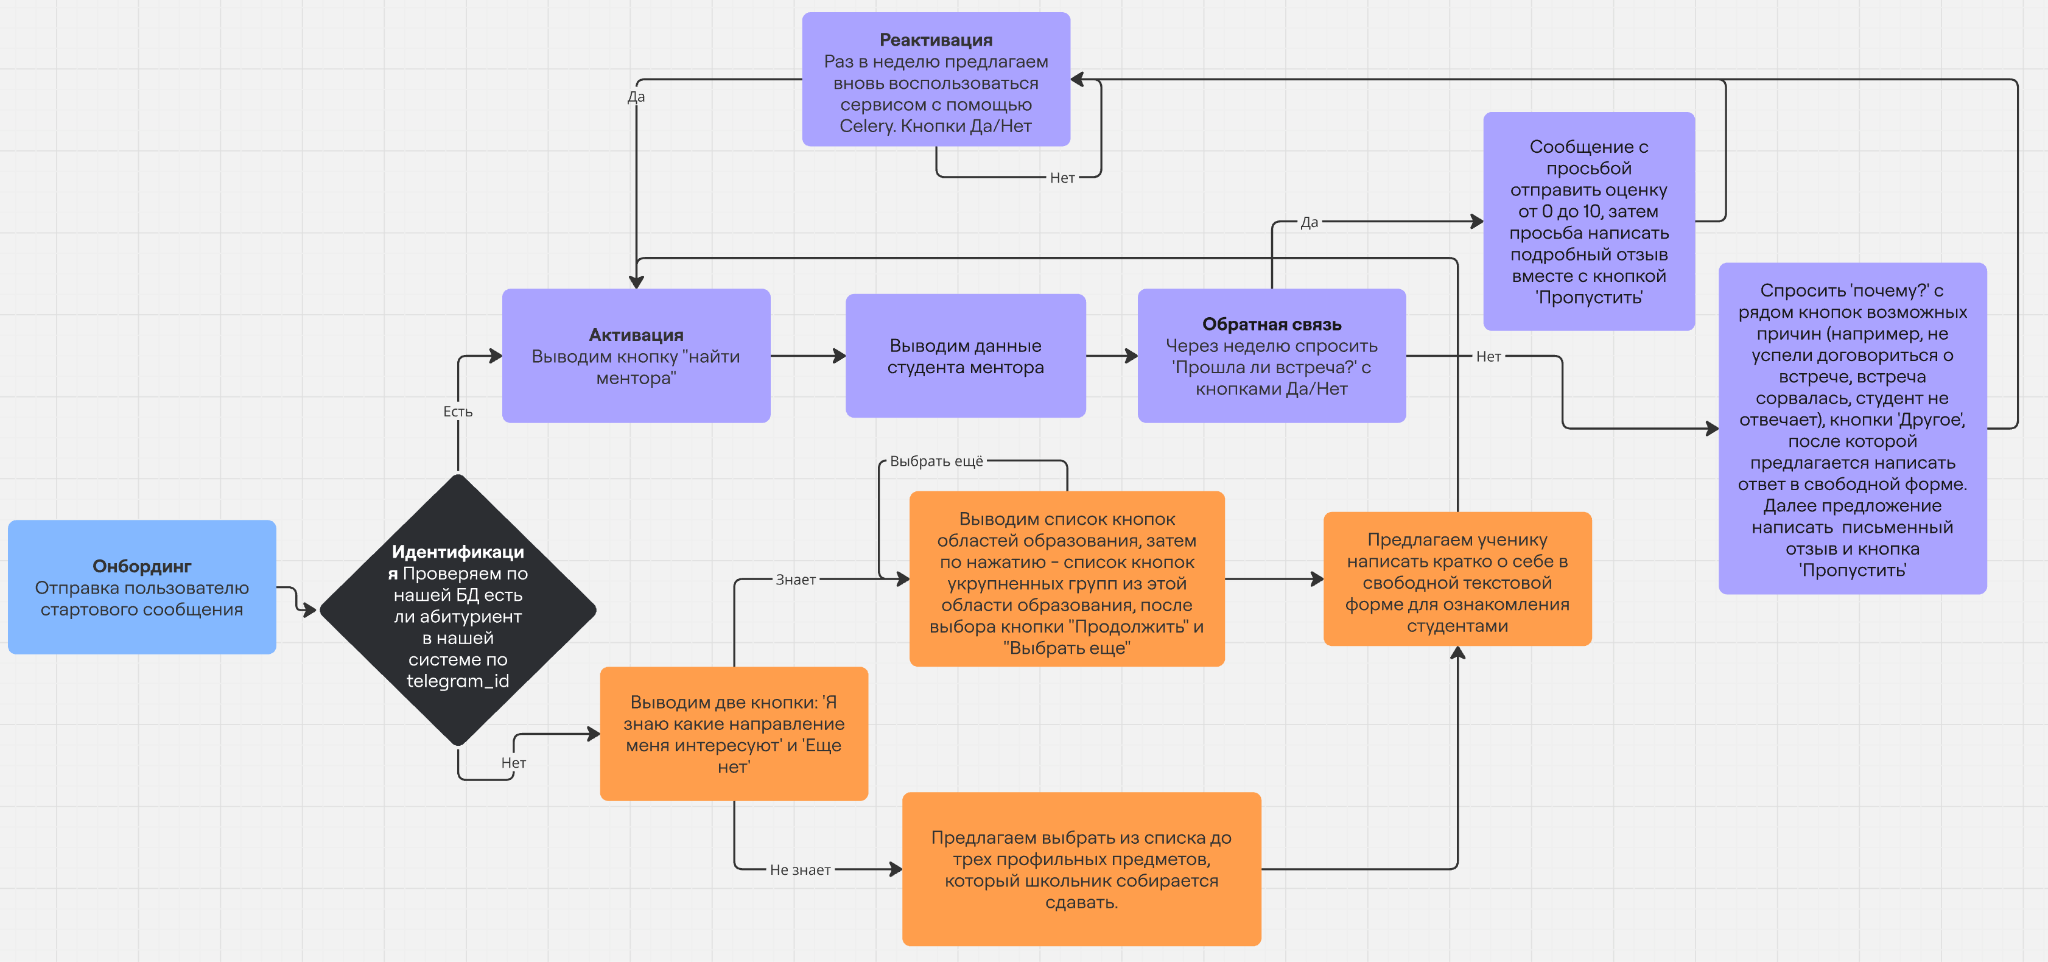 Реактивация
Раз в неделю предлагаем
вновь воспользоваться
сервисом с помощью
Celery. Кнопки Да/Нет
Да
Нет
Сообщение с
просьбой
отправить оценку
от 0 до 10, затем
просьба написать
подробный отзыв
вместе с кнопкой
'Пропустить'
Да
Активация
Выводим кнопку "найти
ментора"
Выводим данные
студента ментора
Обратная связь
Через неделю спросить
'Прошла ли встреча?' с
кнопками Да/Нет
Нет
Спросить 'почему?' с
рядом кнопок возможных
причин (например, не
успели договориться о
встрече, встреча
сорвалась, студент не
отвечает), кнопки 'Другое',
после которой
предлагается написать
ответ в свободной форме.
Далее предложение
написать  письменный
отзыв и кнопка
'Пропустить'
Есть
Онбординг
Отправка пользователю
стартового сообщения
Идентификаци
я Проверяем по
нашей БД есть
ли абитуриент
в нашей
системе по
telegram_id
Выбрать ещё
Выводим список кнопок
областей образования, затем
по нажатию - список кнопок
укрупненных групп из этой
области образования, после
выбора кнопки "Продолжить" и
"Выбрать еще"
Предлагаем ученику
написать кратко о себе в
свободной текстовой
форме для ознакомления
студентами
Знает
Нет
Выводим две кнопки: 'Я
знаю какие направление
меня интересуют' и 'Еще
нет'
Не знает
Предлагаем выбрать из списка до
трех профильных предметов,
который школьник собирается
сдавать.